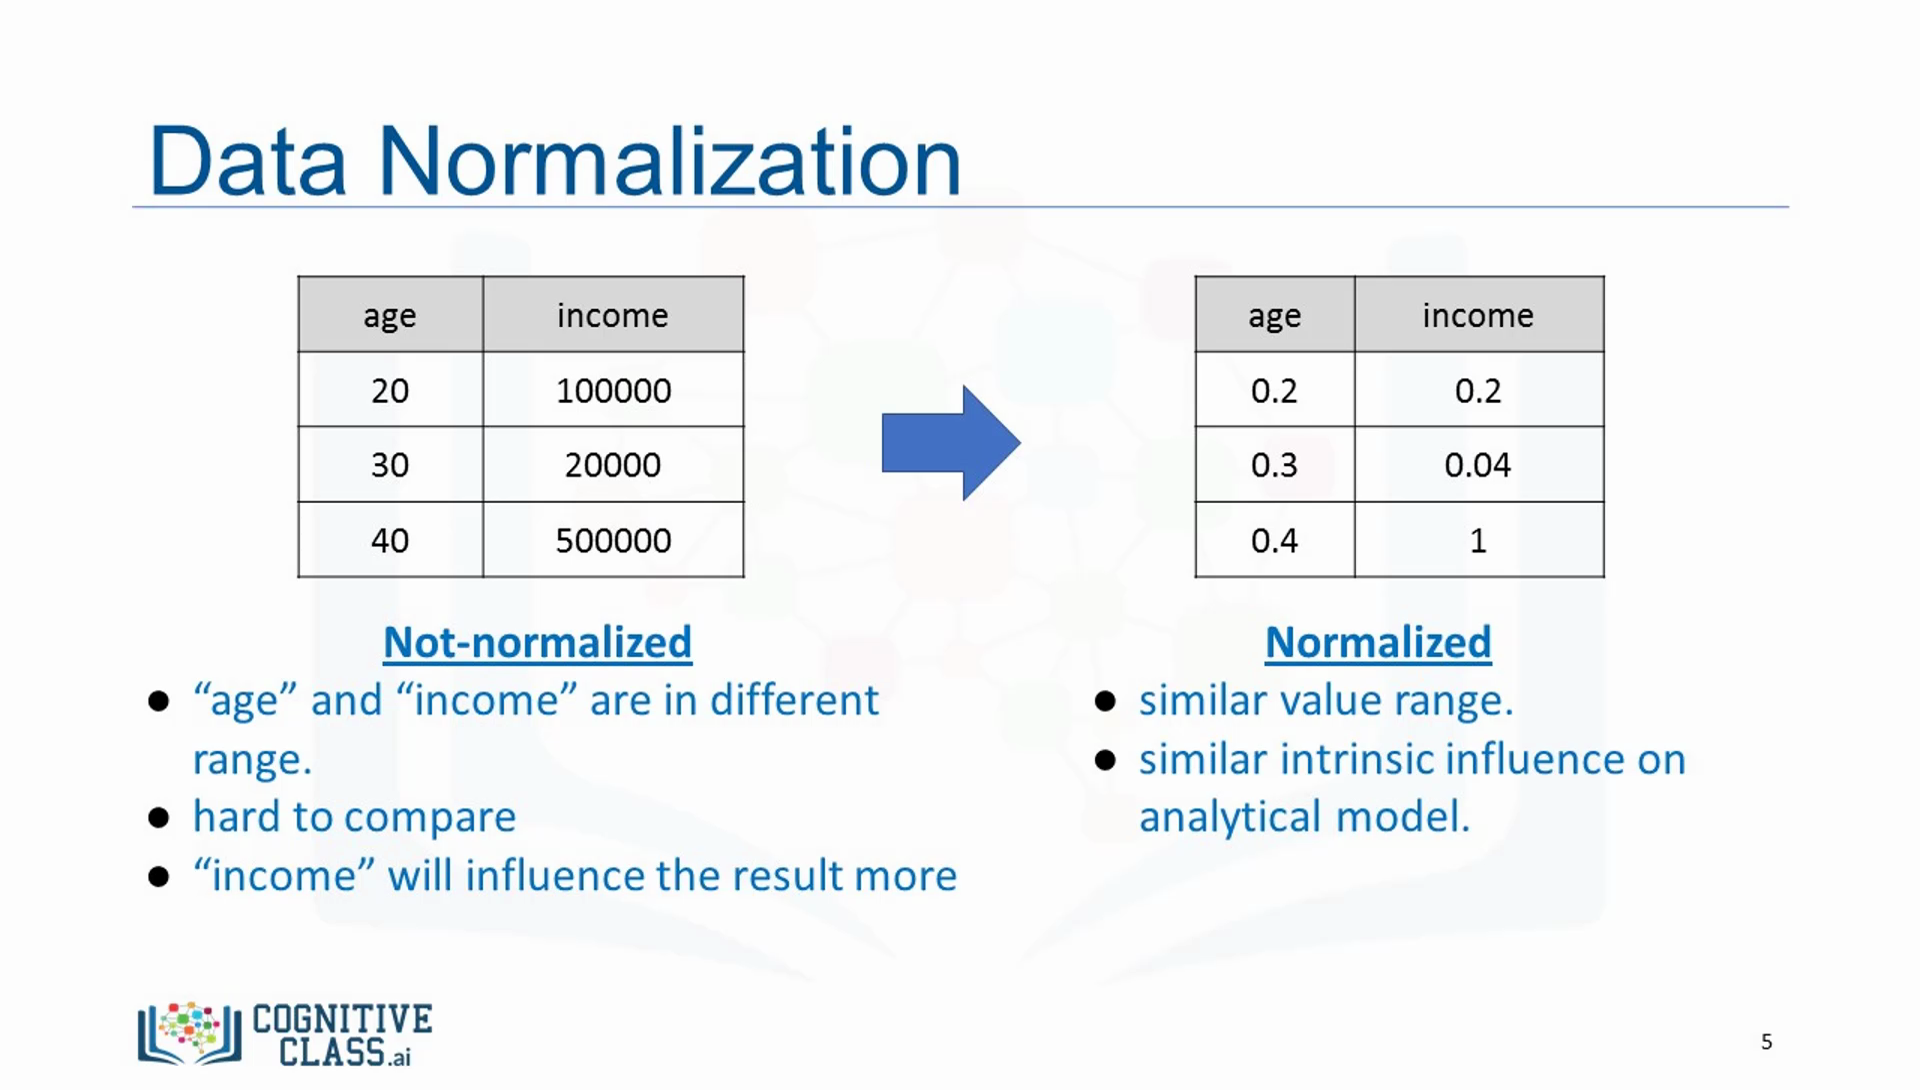 Data Normalization
age income
20 100000
30 20000
40 500000
age income
0.2 0.2
0.3 0.04
0.4 1
Not-normalized
● “age” and “income” are in different
range.
● hard to compare
● “income” will influence the result more
Normalized
● similar value range.
● similar intrinsic influence on
analytical model.
COGNITIVE
CLASS.ai
5